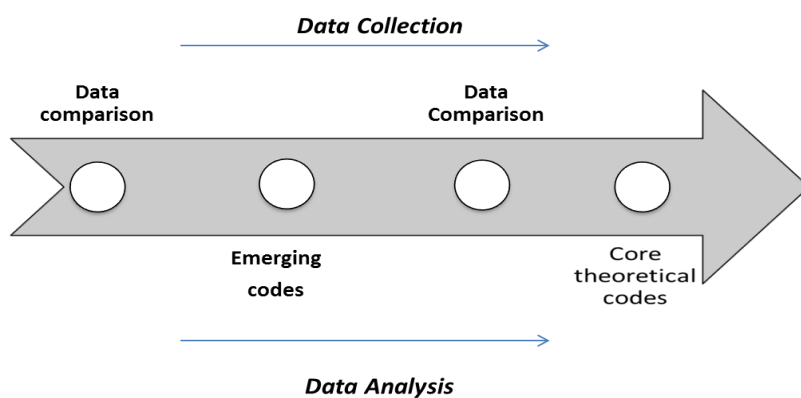 Data Collection
Data
comparison
Data
Comparison
Emerging
codes
Core
theoretical
codes
Data Analysis